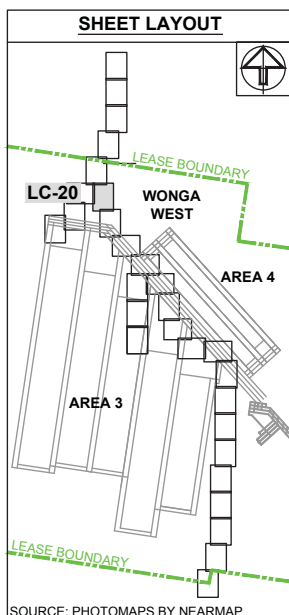 SHEET LAYOUT
LEASE BOUNDARY
LC-20
WONGA
WEST
AREA 4
AREA 3
LEASE BOUNDARY
SOURCE: PHOTOMAPS BY NEARMAP